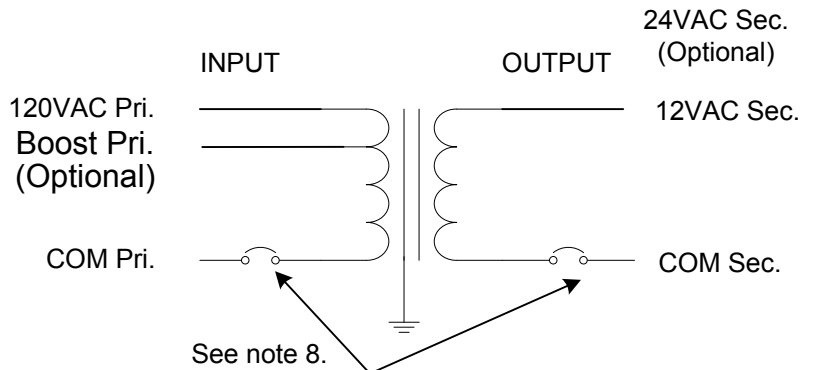 24VAC Sec.
(Optional)
INPUT
OUTPUT
120VAC Pri.
12VAC Sec.
Boost Pri.
(Optional)
COM Pri.
COM Sec.
See note 8.